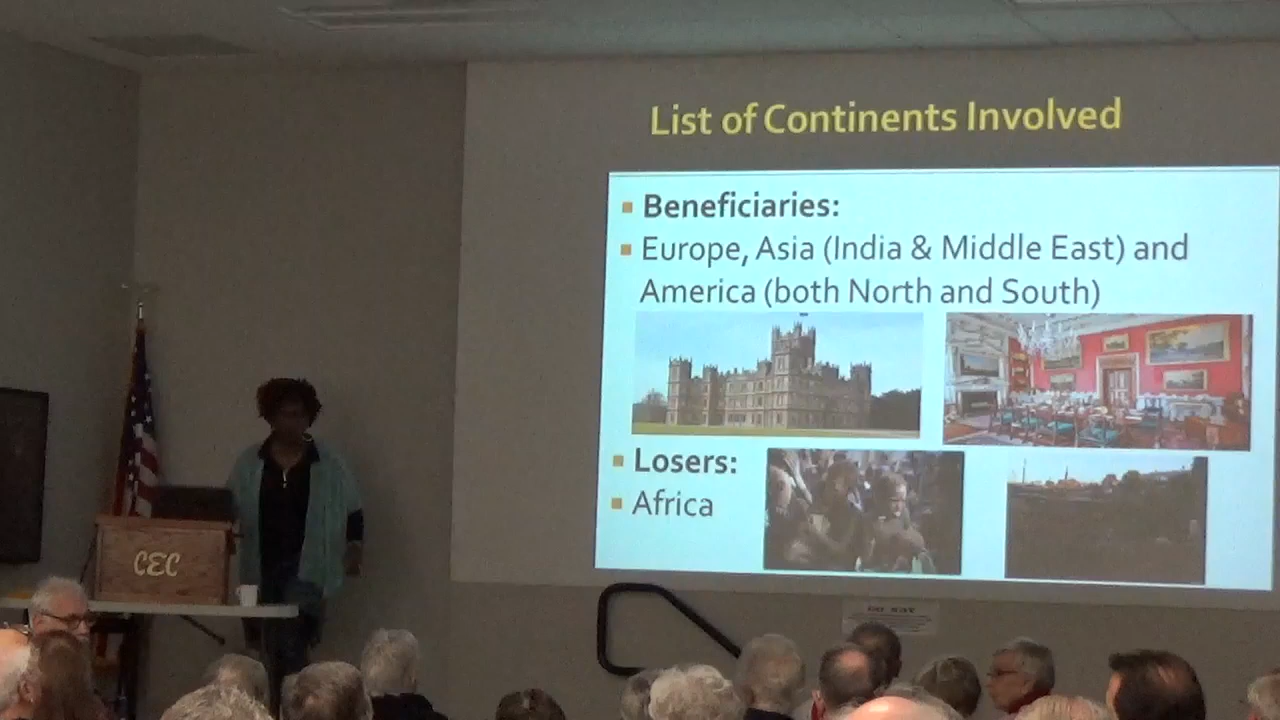 List of Continents Involved
Beneficiaries:
Europe, Asia (India & Middle East) and
America (both North and South)
Losers:
Africa
CEC